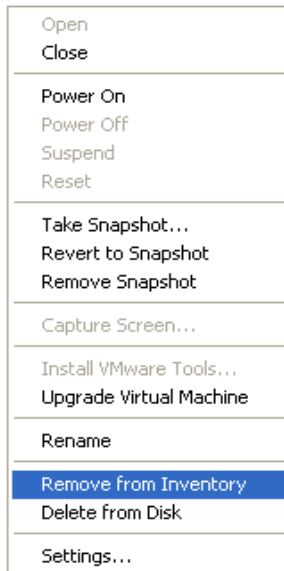 Open
Close
Power On
Power Off
Suspend
Reset
Take Snapshot...
Revert to Snapshot
Remove Snapshot
Capture Screen...
Install VMware Tools...
Upgrade Virtual Machine
Rename
Remove from Inventory
Delete from Disk
Settings...